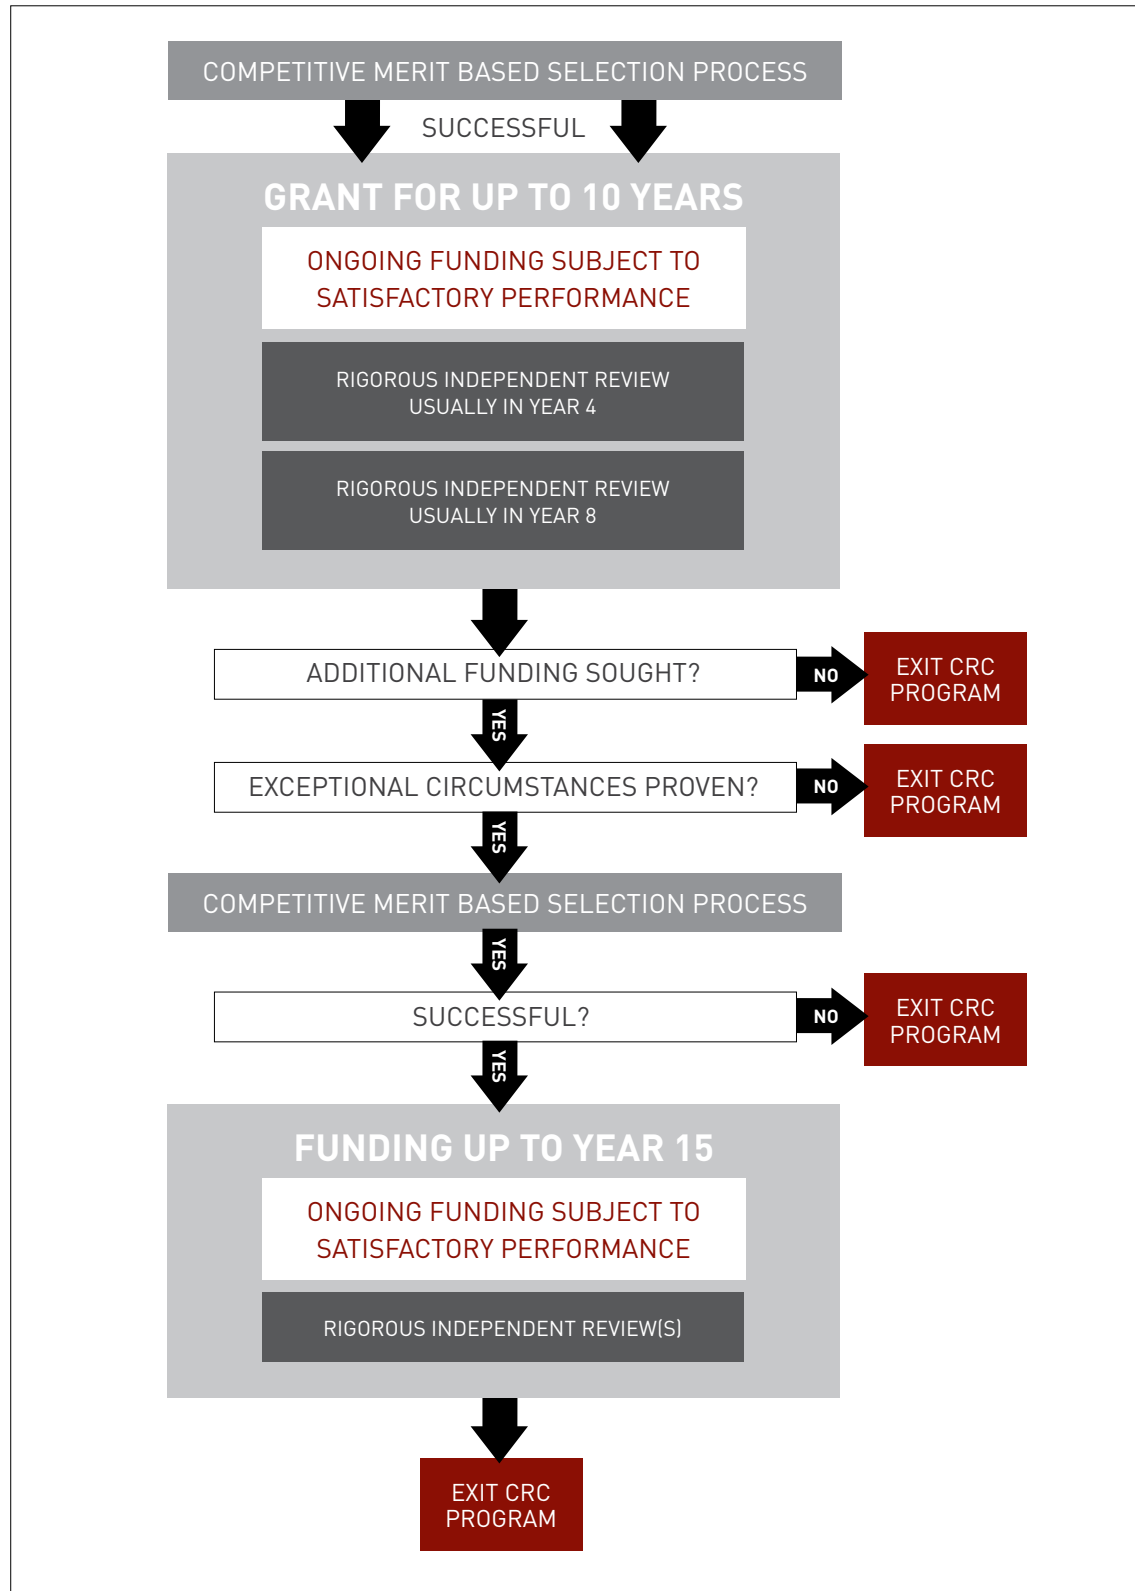 COMPETITIVE MERIT BASED SELECTION PROCESS
SUCCESSFUL
GRANT FOR UP TO 10 YEARS
ONGOING FUNDING SUBJECT TO
SATISFACTORY PERFORMANCE
RIGOROUS INDEPENDENT REVIEW
USUALLY IN YEAR 4
RIGOROUS INDEPENDENT REVIEW
USUALLY IN YEAR 8
ADDITIONAL FUNDING SOUGHT?
NO
EXIT CRC
PROGRAM
YES
EXCEPTIONAL CIRCUMSTANCES PROVEN?
NO
EXIT CRC
PROGRAM
YES
COMPETITIVE MERIT BASED SELECTION PROCESS
YES
SUCCESSFUL?
NO
EXIT CRC
PROGRAM
YES
FUNDING UP TO YEAR 15
ONGOING FUNDING SUBJECT TO
SATISFACTORY PERFORMANCE
RIGOROUS INDEPENDENT REVIEW(S)
EXIT CRC
PROGRAM